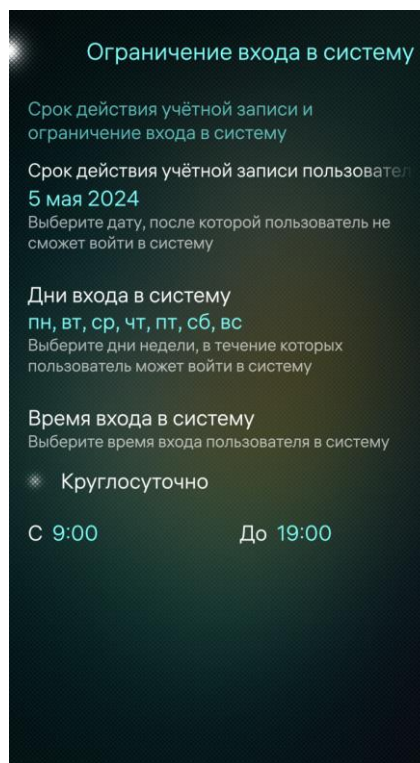 Ограничение входа в систему
Срок действия учётной записи и
ограничение входа в систему
Срок действия учётной записи пользовател
5 мая 2024
Выберите дату, после которой пользователь не
сможет войти в систему
Дни входа в систему
пн, вт, ср, чт, пт, сб, вс
Выберите дни недели, в течение которых
пользователь может войти в систему
Время входа в систему
Выберите время входа пользователя в систему
Круглосуточно
С 9:00 До 19:00